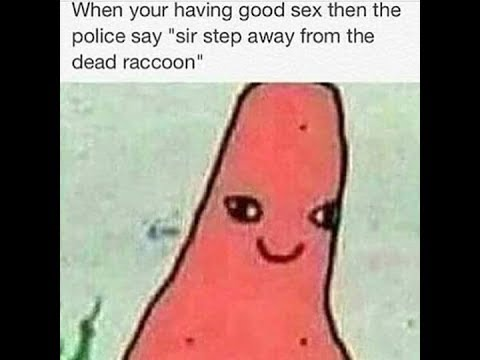 When your having good sex then the
police say "sir step away from the
dead raccoon"